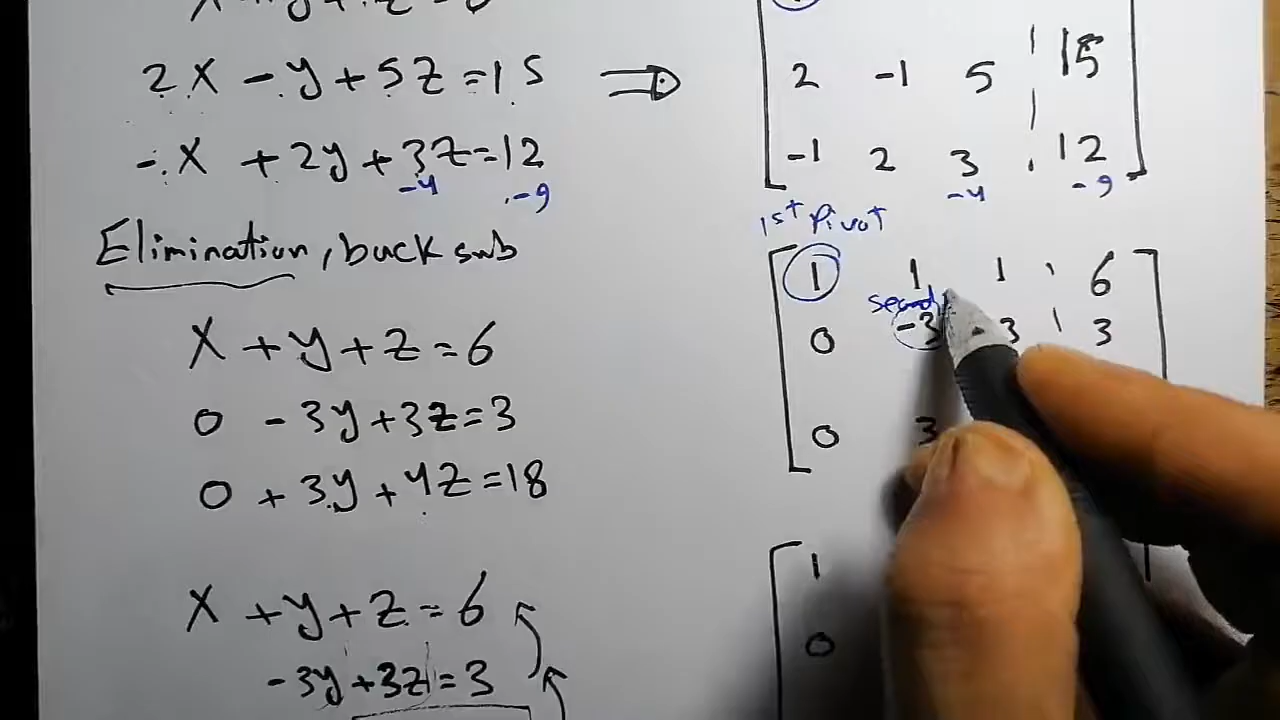 2x - y + 5z = 15
-x + 2y + 3z = 12
-4 -9
Elimination, buck sub
x + y + z = 6
0 - 3y + 3z = 3
0 + 3y + 4z = 18
x + y + z = 6
-3y + 3z = 3
2 -1 5 15
-1 2 3 12
-4 -9
1st Pivot
1 1 1 6
second
0 -3 3 3
0 3
1
0